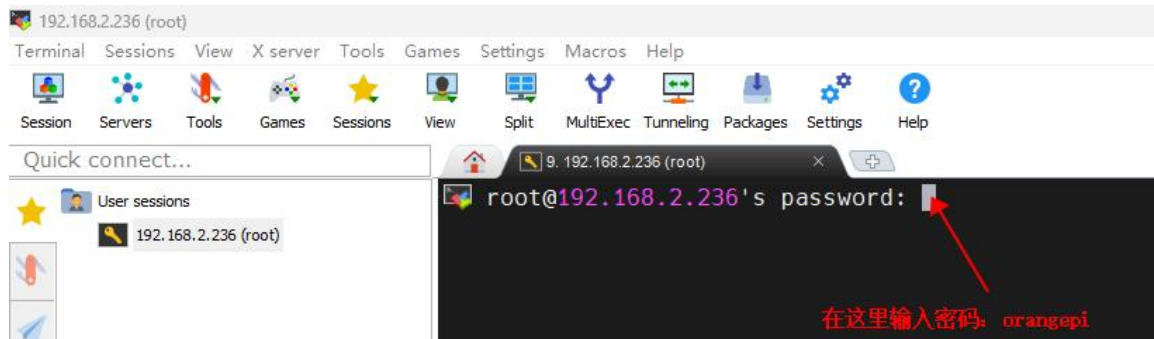 192.168.2.236 (root)
Terminal Sessions View X server Tools Games Settings Macros Help
Session Servers Tools Games Sessions View Split MultiExec Tunneling Packages Settings Help
Quick connect...
9. 192.168.2.236 (root)
User sessions
192.168.2.236 (root)
root@192.168.2.236's password:
在这里输入密码：orangepi